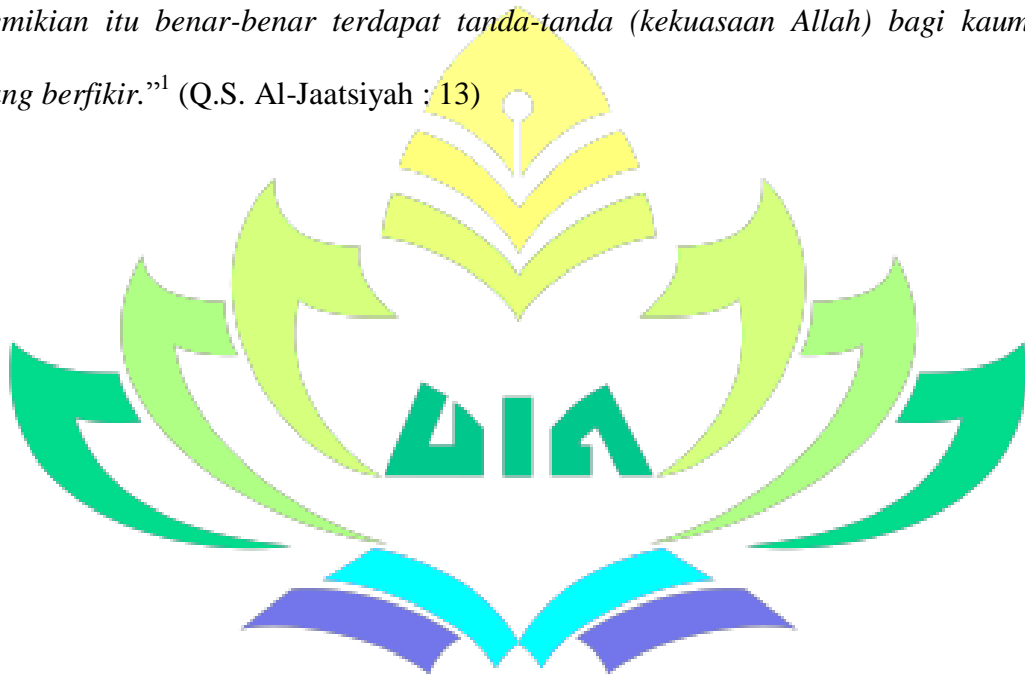 emikian itu benar-benar terdapat tanda-tanda (kekuasaan Allah) bagi kaum
ang berfikir.”1 (Q.S. Al-Jaatsiyah : 13)
UIN